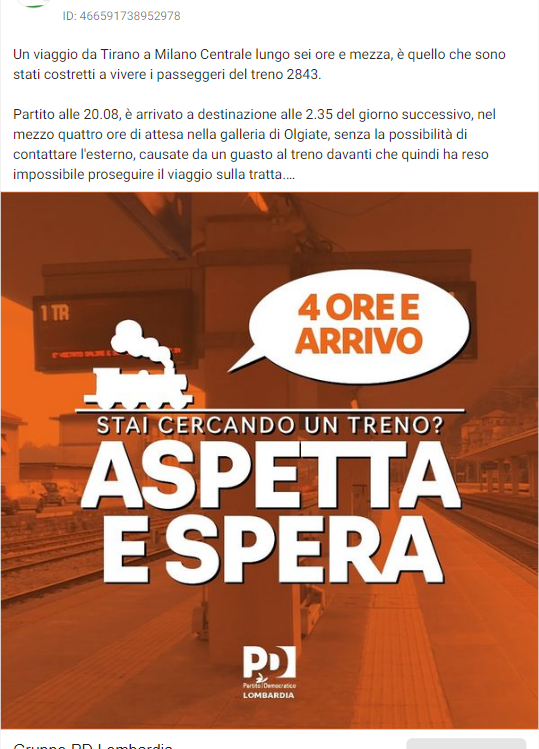 ID: 466591738952978
Un viaggio da Tirano a Milano Centrale lungo sei ore e mezza, è quello che sono
stati costretti a vivere i passeggeri del treno 2843.
Partito alle 20.08, è arrivato a destinazione alle 2.35 del giorno successivo, nel
mezzo quattro ore di attesa nella galleria di Olgiate, senza la possibilità di
contattare l'esterno, causate da un guasto al treno davanti che quindi ha reso
impossibile proseguire il viaggio sulla tratta....
1 TR
4 ORE E
ARRIVO
STAI CERCANDO UN TRENO?
ASPETTA
E SPERA
PD
Partito Democratico
LOMBARDIA
Gruppo PD Lombardia